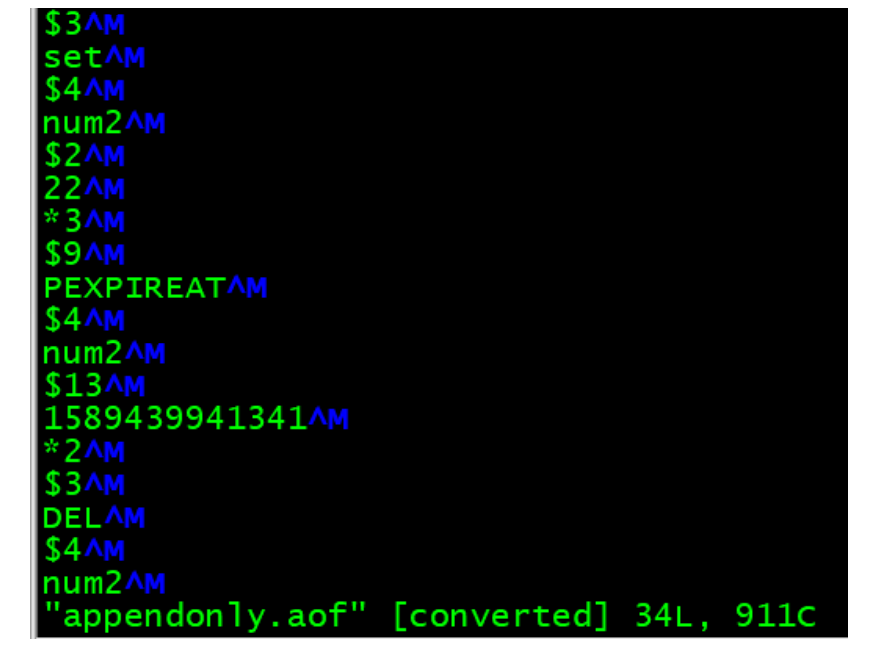 $3^M
set^M
$4^M
num2^M
$2^M
22^M
*3^M
$9^M
PEXPIREAT^M
$4^M
num2^M
$13^M
1589439941341^M
*2^M
$3^M
DEL^M
$4^M
num2^M
"appendonly.aof" [converted] 34L, 911C